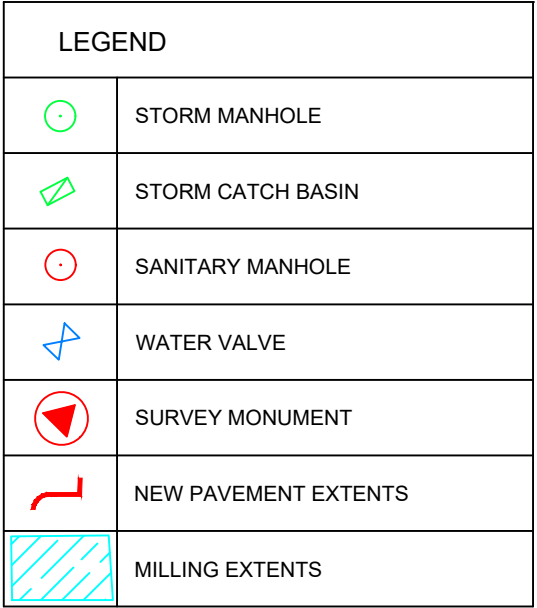 LEGEND
STORM MANHOLE
STORM CATCH BASIN
SANITARY MANHOLE
WATER VALVE
SURVEY MONUMENT
NEW PAVEMENT EXTENTS
MILLING EXTENTS